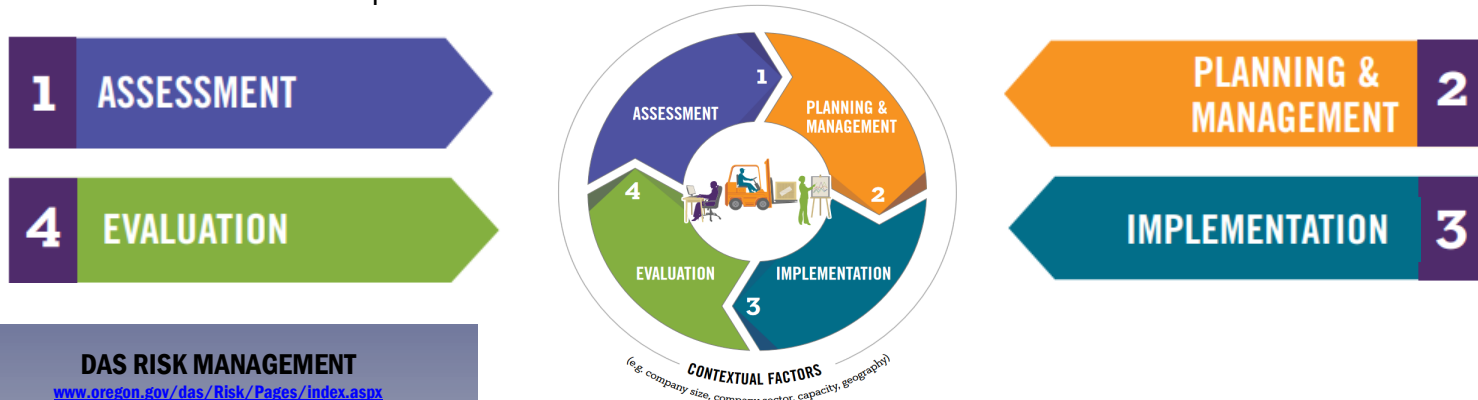 1 ASSESSMENT
4 EVALUATION
DAS RISK MANAGEMENT
www.oregon.gov/das/Risk/Pages/index.aspx
1
ASSESSMENT
PLANNING &
MANAGEMENT
4
2
EVALUATION
IMPLEMENTATION
3
CONTEXTUAL FACTORS
(e.g. company size, company sector, capacity, geography)
PLANNING &
MANAGEMENT 2
IMPLEMENTATION 3